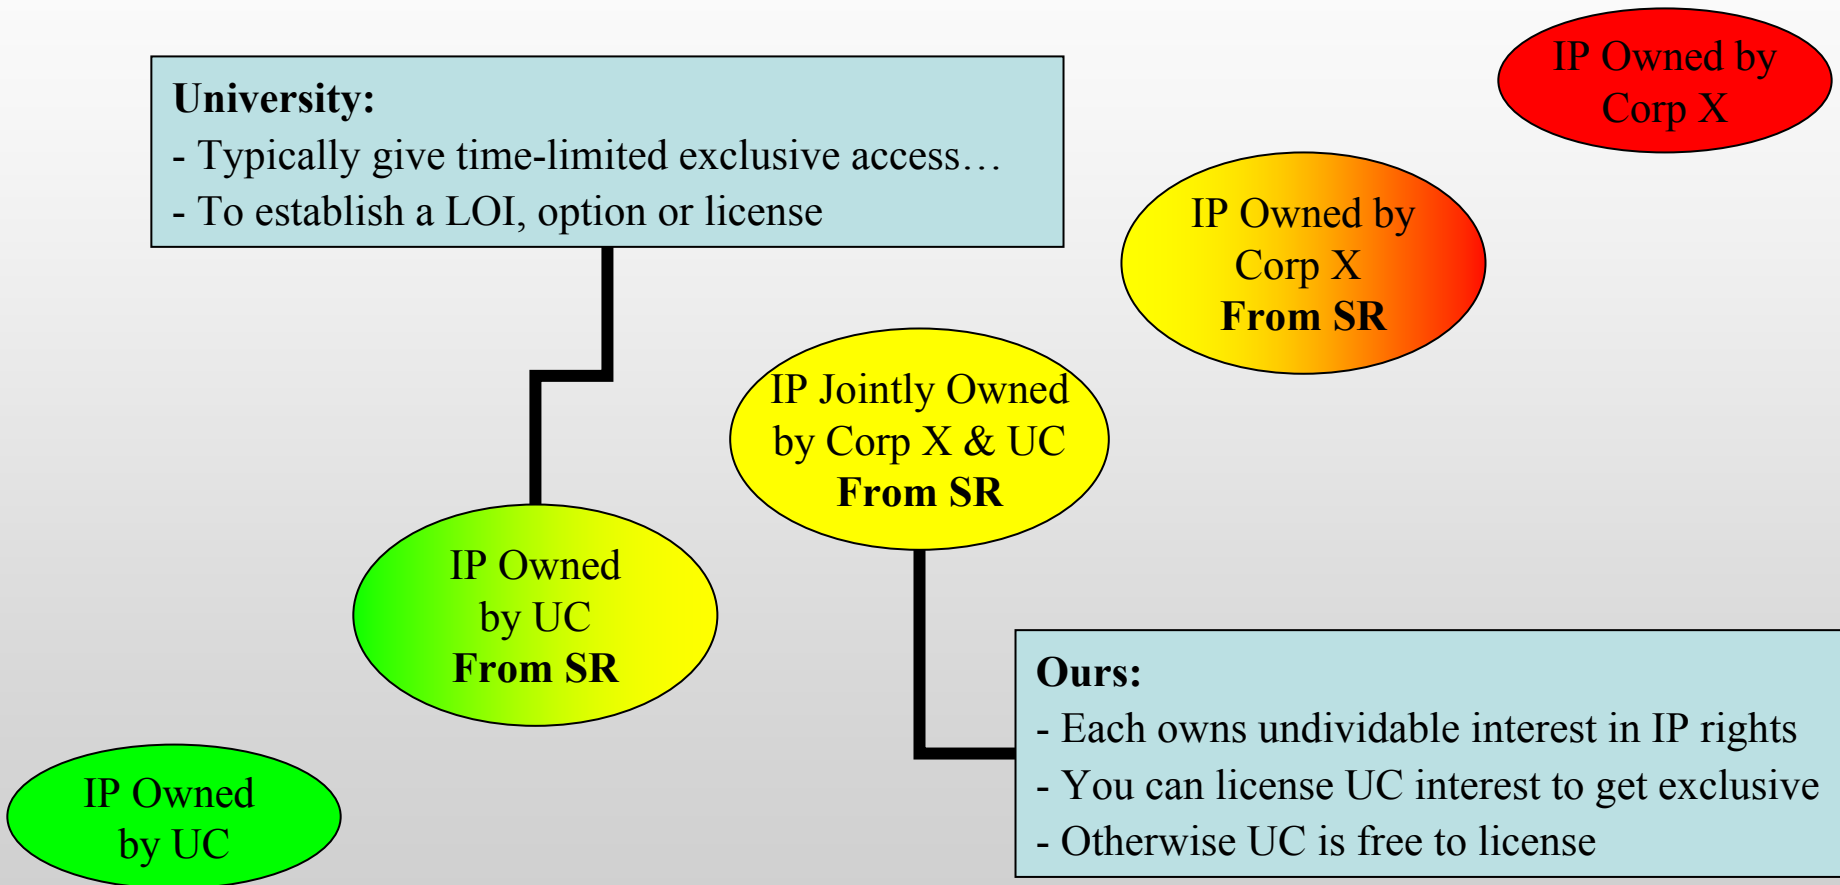 IP Owned by
Corp X
University:
- Typically give time-limited exclusive access…
- To establish a LOI, option or license
IP Owned by
Corp X
From SR
IP Jointly Owned
by Corp X & UC
From SR
IP Owned
by UC
From SR
Ours:
- Each owns undividable interest in IP rights
- You can license UC interest to get exclusive
- Otherwise UC is free to license
IP Owned
by UC